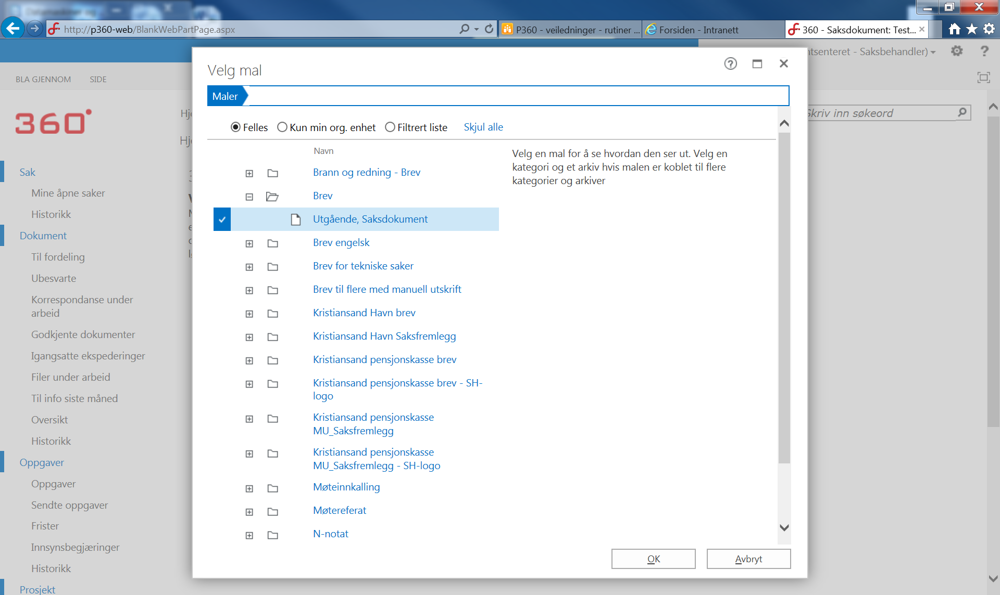 http://p360-web/BlankWebPartPage.aspx
P360 - veiledninger - rutiner ...
Forsiden - Intranett
360 - Saksdokument: Test...
ntsenteret - Saksbehandler)
BLA GJENNOM
SIDE
360°
Skriv inn søkeord
Sak
Mine åpne saker
Historikk
Dokument
Til fordeling
Ubesvarte
Korrespondanse under
arbeid
Godkjente dokumenter
Igangsatte ekspederinger
Filer under arbeid
Til info siste måned
Oversikt
Historikk
Oppgaver
Oppgaver
Sendte oppgaver
Frister
Innsynsbegjæringer
Historikk
Prosjekt
Velg mal
Maler
Felles
Kun min org. enhet
Filtrert liste
Skjul alle
Navn
Brann og redning - Brev
Brev
Utgående, Saksdokument
Brev engelsk
Brev for tekniske saker
Brev til flere med manuell utskrift
Kristiansand Havn brev
Kristiansand Havn Saksfremlegg
Kristiansand pensjonskasse brev
Kristiansand pensjonskasse brev - SH-
logo
Kristiansand pensjonskasse
MU_Saksfremlegg
Kristiansand pensjonskasse
MU_Saksfremlegg - SH-logo
Møteinnkalling
Møtereferat
N-notat
Velg en mal for å se hvordan den ser ut. Velg en
kategori og et arkiv hvis malen er koblet til flere
kategorier og arkiver
OK
Avbryt